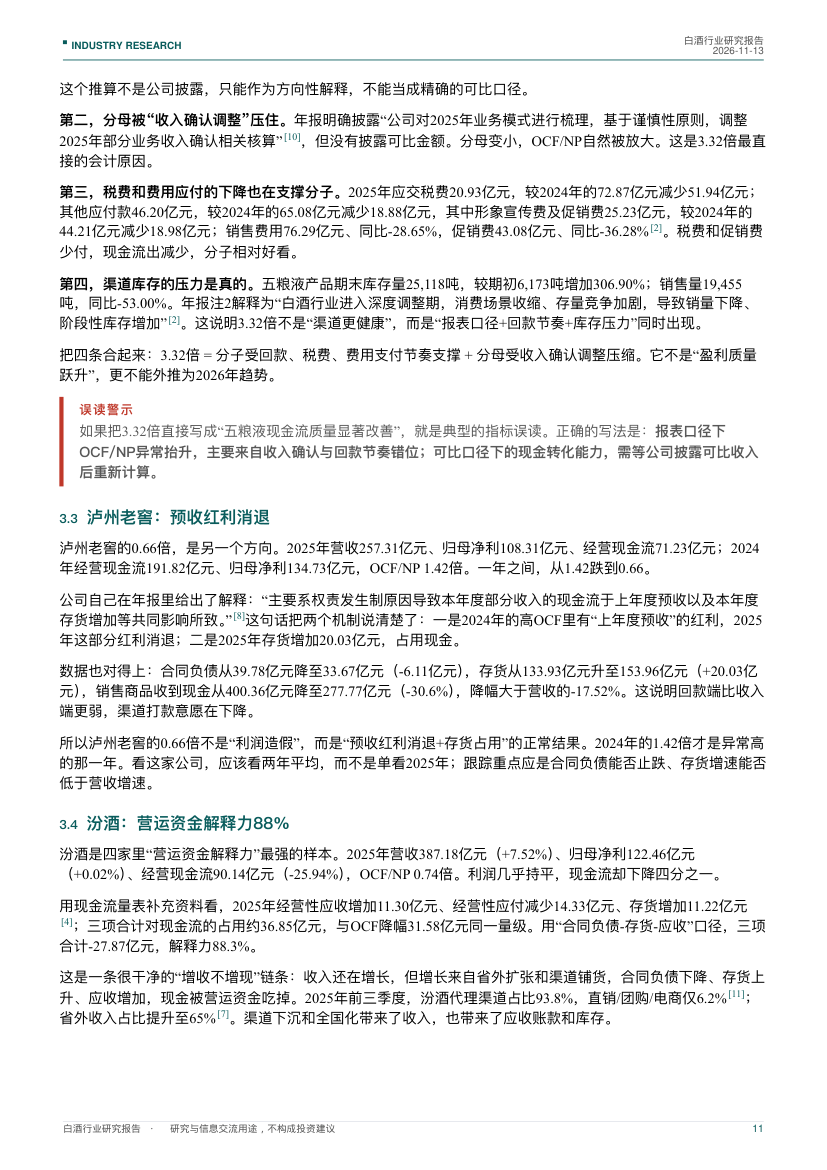 INDUSTRY RESEARCH
白酒行业研究报告
2026-11-13
这个推算不是公司披露，只能作为方向性解释，不能当成精确的可比口径。
第二，分母被“收入确认调整”压住。年报明确披露“公司对2025年业务模式进行梳理，基于谨慎性原则，调整
2025年部分业务收入确认相关核算”[10]，但没有披露可比金额。分母变小，OCF/NP自然被放大。这是3.32倍最直
接的会计原因。
第三，税费和费用应付的下降也在支撑分子。2025年应交税费20.93亿元，较2024年的72.87亿元减少51.94亿元；
其他应付款46.20亿元，较2024年的65.08亿元减少18.88亿元，其中形象宣传费及促销费25.23亿元，较2024年的
44.21亿元减少18.98亿元；销售费用76.29亿元、同比-28.65%，促销费43.08亿元、同比-36.28%[2]。税费和促销费
少付，现金流出减少，分子相对好看。
第四，渠道库存的压力是真的。五粮液产品期末库存量25,118吨，较期初6,173吨增加306.90%；销售量19,455
吨，同比-53.00%。年报注2解释为“白酒行业进入深度调整期，消费场景收缩、存量竞争加剧，导致销量下降、
阶段性库存增加”[2]。这说明3.32倍不是“渠道更健康”，而是“报表口径+回款节奏+库存压力”同时出现。
把四条合起来：3.32倍 = 分子受回款、税费、费用支付节奏支撑 + 分母受收入确认调整压缩。它不是“盈利质量
跃升”，更不能外推为2026年趋势。
误读警示
如果把3.32倍直接写成“五粮液现金流质量显著改善”，就是典型的指标误读。正确的写法是：报表口径下
OCF/NP异常抬升，主要来自收入确认与回款节奏错位；可比口径下的现金转化能力，需等公司披露可比收入
后重新计算。
3.3 泸州老窖：预收红利消退
泸州老窖的0.66倍，是另一个方向。2025年营收257.31亿元、归母净利108.31亿元、经营现金流71.23亿元；2024
年经营现金流191.82亿元、归母净利134.73亿元，OCF/NP 1.42倍。一年之间，从1.42跌到0.66。
公司自己在年报里给出了解释：“主要系权责发生制原因导致本年度部分收入的现金流于上年度预收以及本年度
存货增加等共同影响所致。”[8]这句话把两个机制说清楚了：一是2024年的高OCF里有“上年度预收”的红利，2025
年这部分红利消退；二是2025年存货增加20.03亿元，占用现金。
数据也对得上：合同负债从39.78亿元降至33.67亿元（-6.11亿元），存货从133.93亿元升至153.96亿元（+20.03亿
元），销售商品收到现金从400.36亿元降至277.77亿元（-30.6%），降幅大于营收的-17.52%。这说明回款端比收入
端更弱，渠道打款意愿在下降。
所以泸州老窖的0.66倍不是“利润造假”，而是“预收红利消退+存货占用”的正常结果。2024年的1.42倍才是异常高
的那一年。看这家公司，应该看两年平均，而不是单看2025年；跟踪重点应是合同负债能否止跌、存货增速能否
低于营收增速。
3.4 汾酒：营运资金解释力88%
汾酒是四家里“营运资金解释力”最强的样本。2025年营收387.18亿元（+7.52%）、归母净利122.46亿元
（+0.02%）、经营现金流90.14亿元（-25.94%），OCF/NP 0.74倍。利润几乎持平，现金流却下降四分之一。
用现金流量表补充资料看，2025年经营性应收增加11.30亿元、经营性应付减少14.33亿元、存货增加11.22亿元
[4]；三项合计对现金流的占用约36.85亿元，与OCF降幅31.58亿元同一量级。用“合同负债-存货-应收”口径，三项
合计-27.87亿元，解释力88.3%。
这是一条很干净的“增收不增现”链条：收入还在增长，但增长来自省外扩张和渠道铺货，合同负债下降、存货上
升、应收增加，现金被营运资金吃掉。2025年前三季度，汾酒代理渠道占比93.8%，直销/团购/电商仅6.2%[11]；
省外收入占比提升至65%[7]。渠道下沉和全国化带来了收入，也带来了应收账款和库存。
白酒行业研究报告 · 研究与信息交流用途，不构成投资建议
11